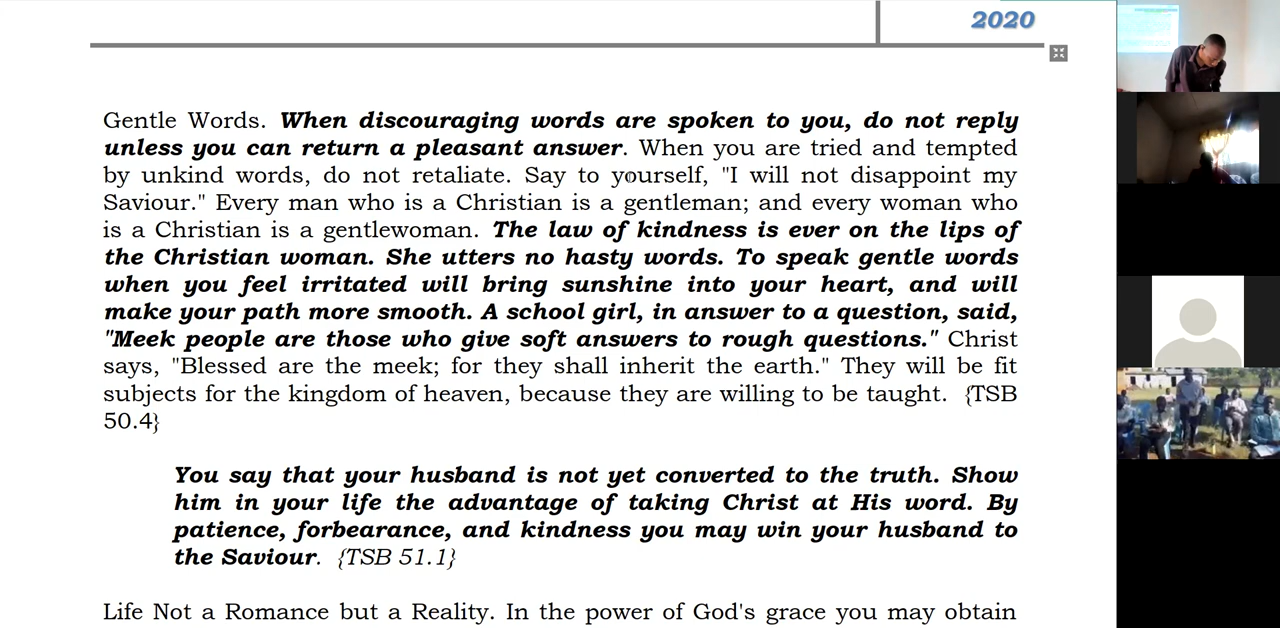 2020
Gentle Words. When discouraging words are spoken to you, do not reply
unless you can return a pleasant answer. When you are tried and tempted
by unkind words, do not retaliate. Say to yourself, "I will not disappoint my
Saviour." Every man who is a Christian is a gentleman; and every woman who
is a Christian is a gentlewoman. The law of kindness is ever on the lips of
the Christian woman. She utters no hasty words. To speak gentle words
when you feel irritated will bring sunshine into your heart, and will
make your path more smooth. A school girl, in answer to a question, said,
"Meek people are those who give soft answers to rough questions." Christ
says, "Blessed are the meek; for they shall inherit the earth." They will be fit
subjects for the kingdom of heaven, because they are willing to be taught. {TSB
50.4}
You say that your husband is not yet converted to the truth. Show
him in your life the advantage of taking Christ at His word. By
patience, forbearance, and kindness you may win your husband to
the Saviour. {TSB 51.1}
Life Not a Romance but a Reality. In the power of God's grace you may obtain